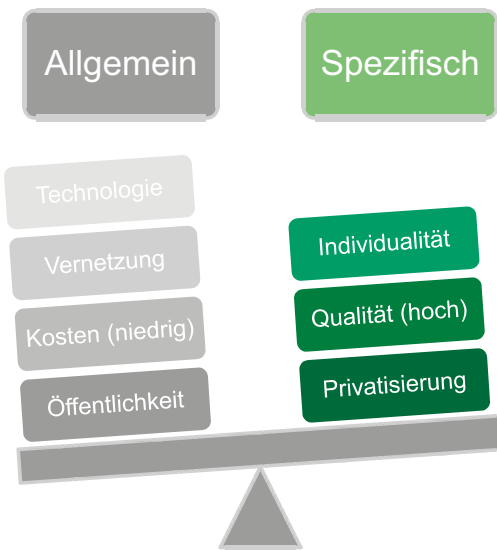 Allgemein
Spezifisch
Technologie
Vernetzung
Kosten (niedrig)
Öffentlichkeit
Individualität
Qualität (hoch)
Privatisierung